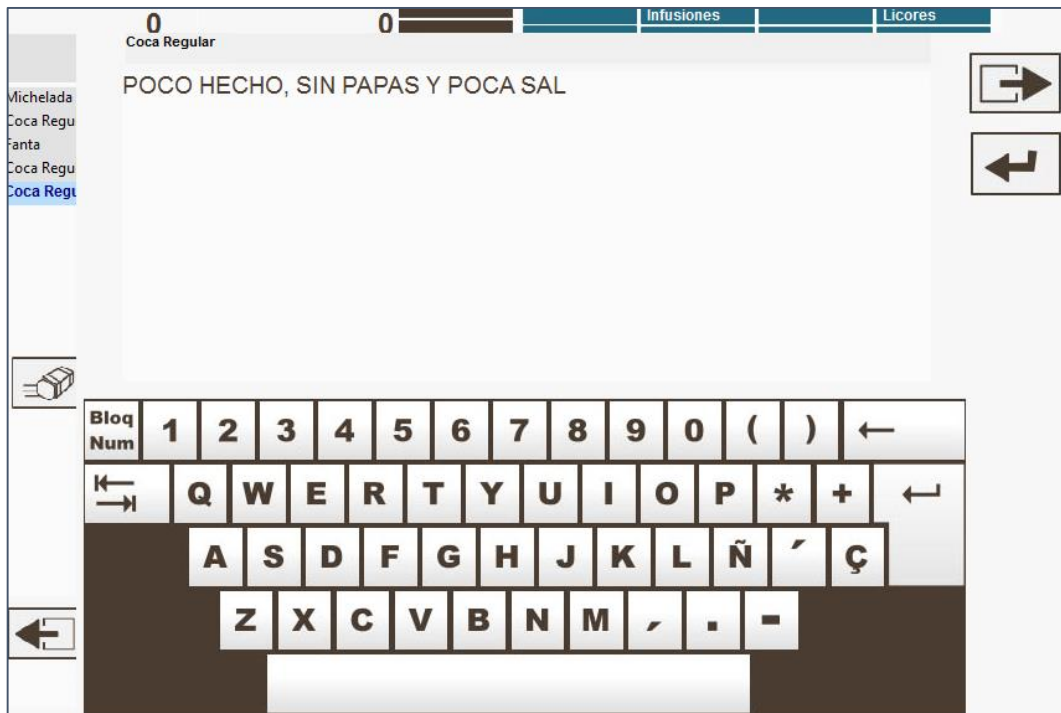 0 0 Infusiones Licores
Coca Regular
POCO HECHO, SIN PAPAS Y POCA SAL
Michelada
Coca Regu
Fanta
Coca Regu
Coca Regu
Bloq Num 1 2 3 4 5 6 7 8 9 0 ( ) ←
Q W E R T Y U I O P * +
A S D F G H J K L Ñ ´ Ç
Z X C V B N M , . -